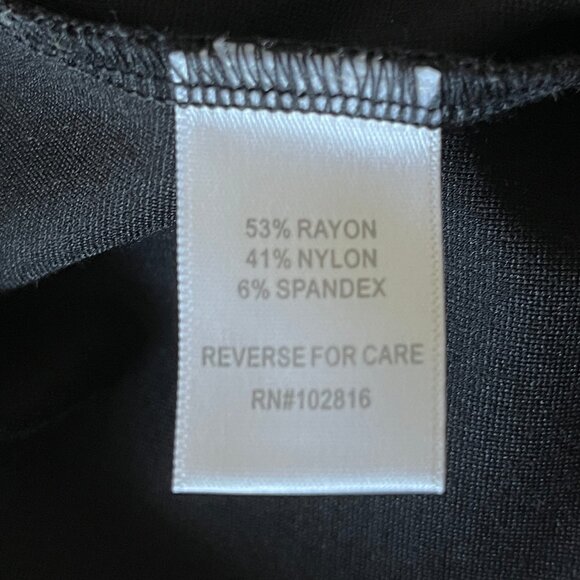 53% RAYON
41% NYLON
6% SPANDEX
REVERSE FOR CARE
RN#102816